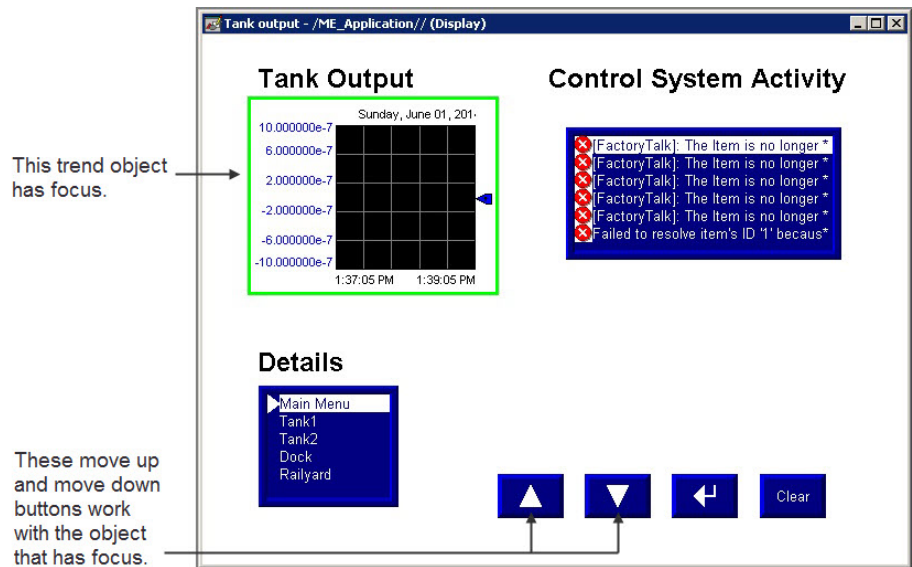 Tank output - /ME_Application// (Display)
Tank Output
Control System Activity
Sunday, June 01, 201
10.000000e-7
6.000000e-7
2.000000e-7
-2.000000e-7
-6.000000e-7
-10.000000e-7
1:37:05 PM 1:39:05 PM
This trend object
has focus.
[FactoryTalk]: The Item is no longer *
[FactoryTalk]: The Item is no longer *
[FactoryTalk]: The Item is no longer *
[FactoryTalk]: The Item is no longer *
[FactoryTalk]: The Item is no longer *
Failed to resolve item's ID '1' becaus*
Details
Main Menu
Tank1
Tank2
Dock
Railyard
These move up
and move down
buttons work
with the object
that has focus.
Clear